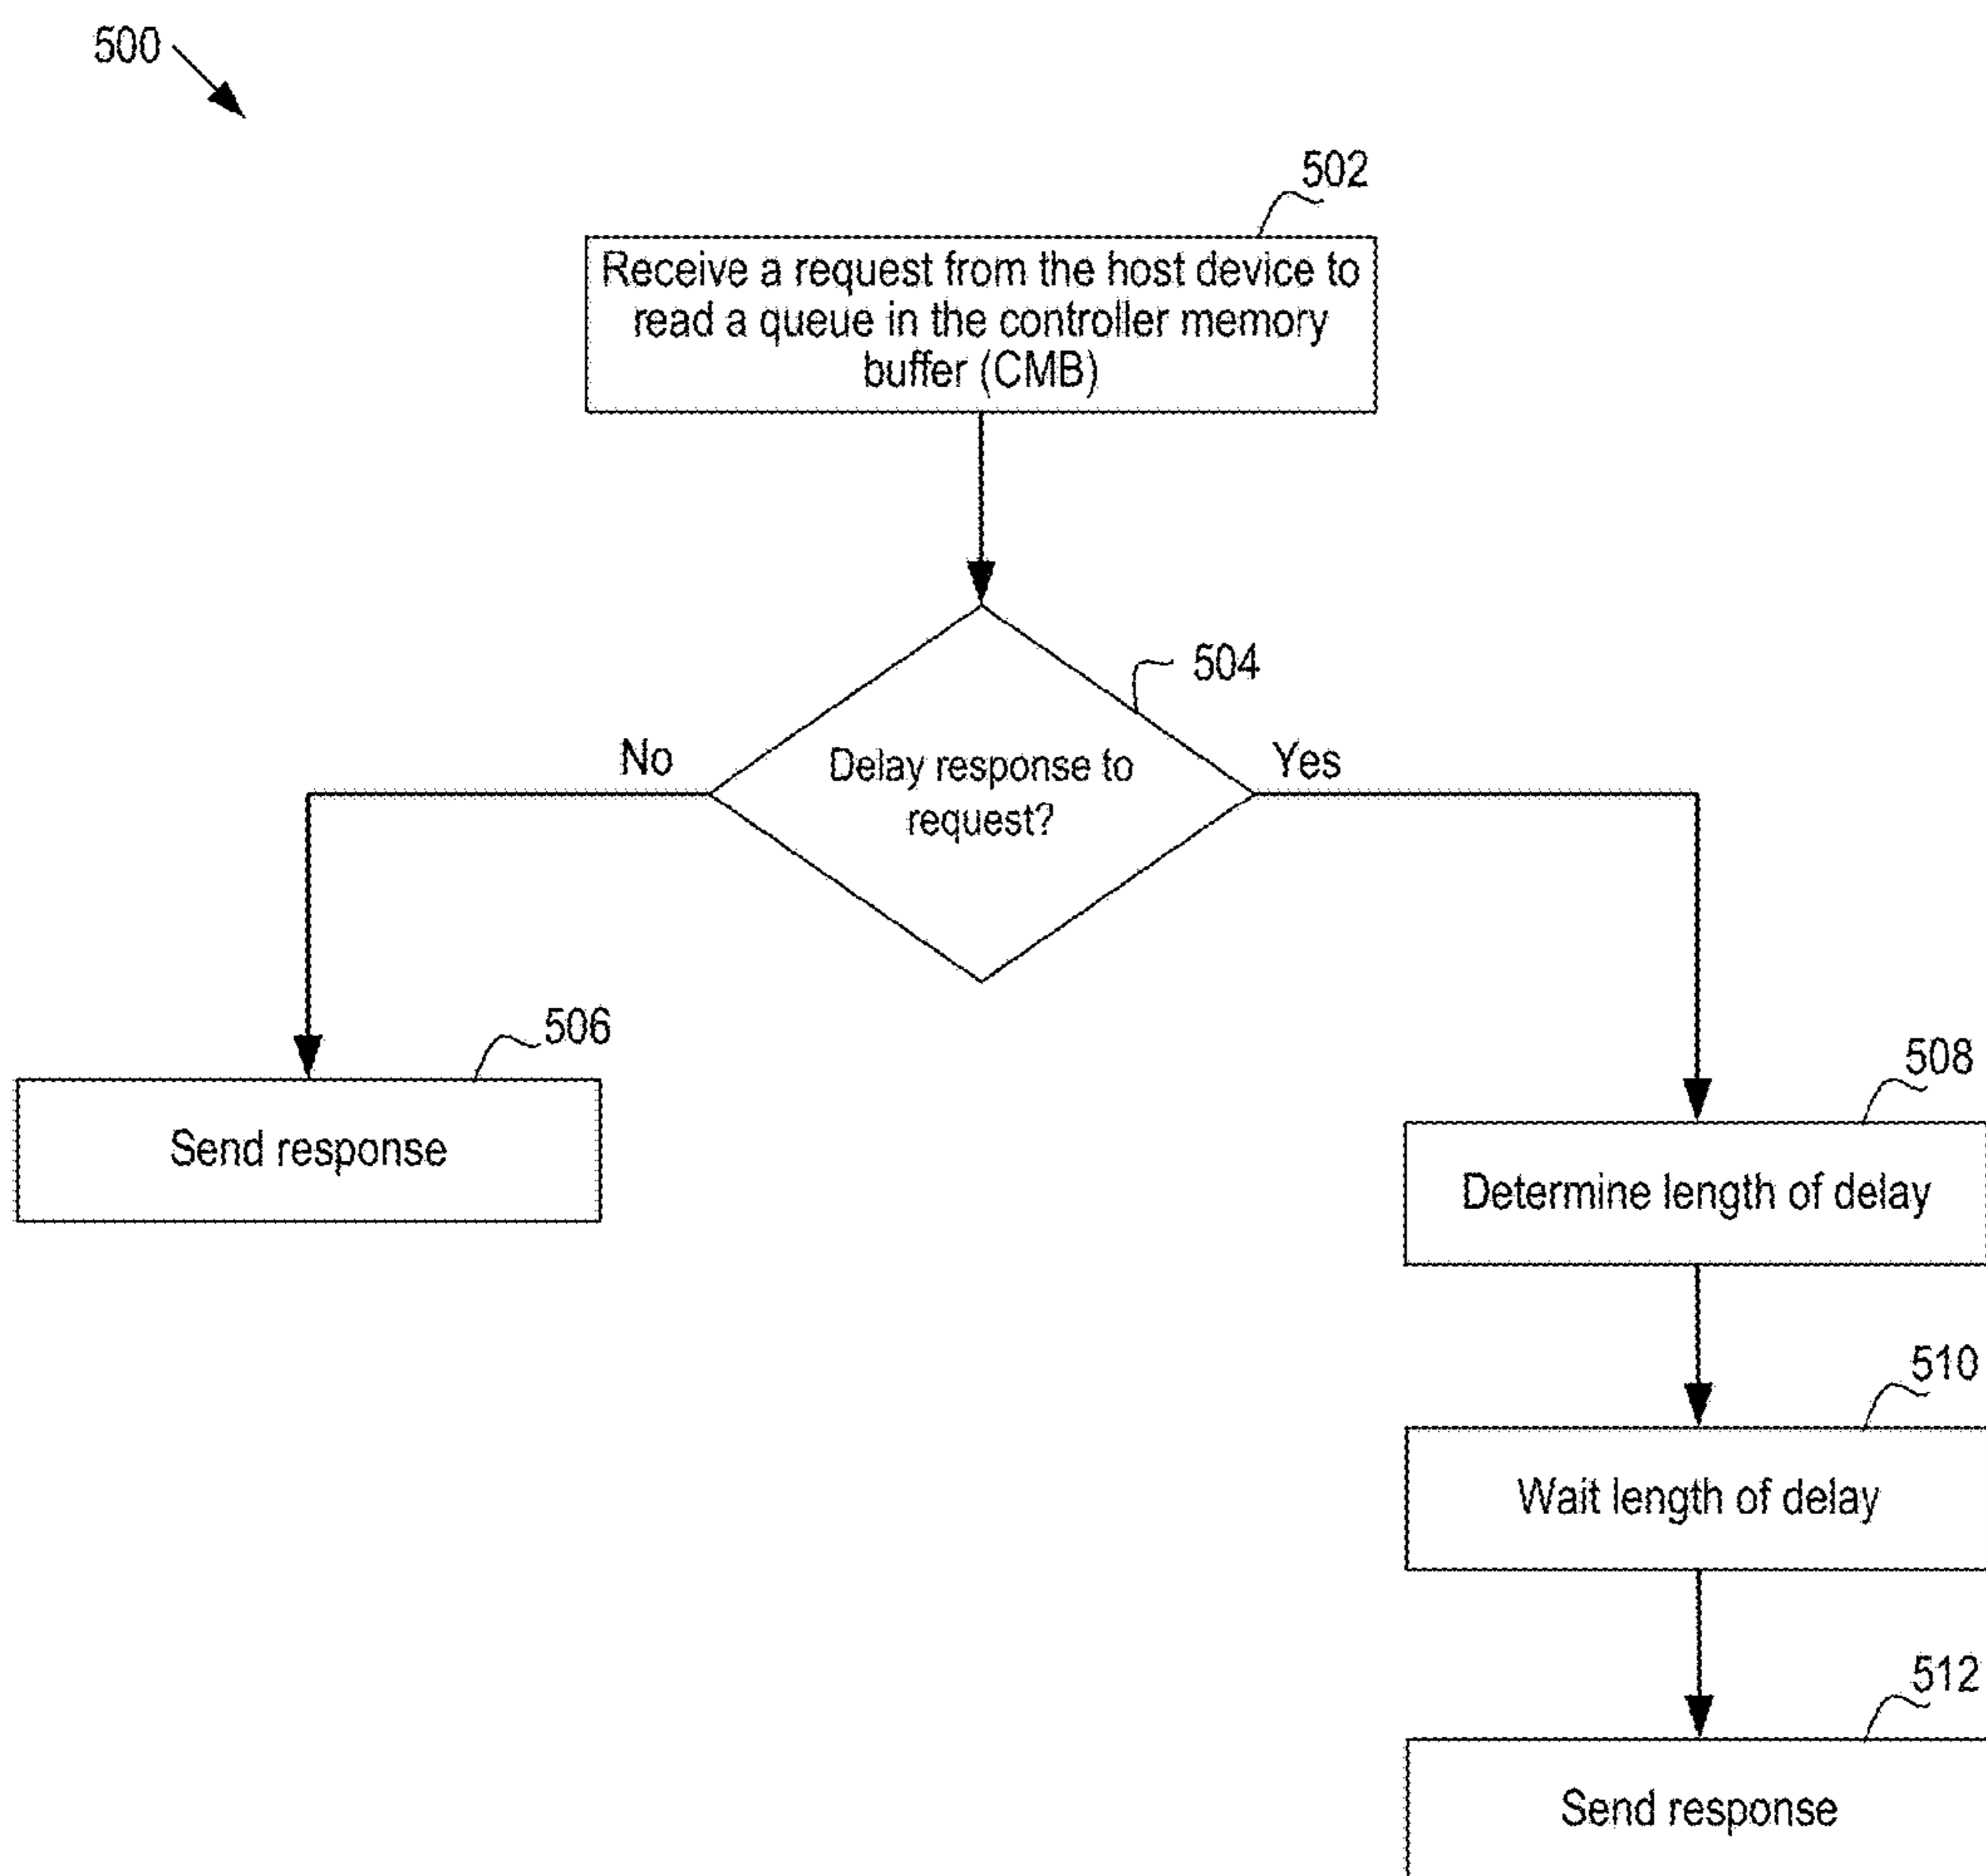 500
502
Receive a request from the host device to
read a queue in the controller memory
buffer (CMB)
504
No
Delay response to
request?
Yes
506
Send response
508
Determine length of delay
510
Wait length of delay
512
Send response